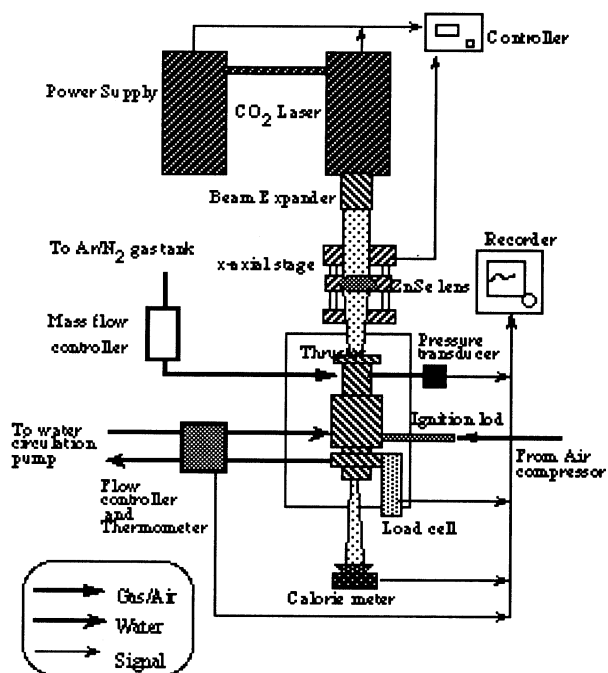 Controller
Power Supply
CO2 Laser
Beam Expander
To Ar/N2 gas tank
Recorder
x-axial stage
ZnSe lens
Mass flow
controller
Pressure
transducer
Thruster
Ignition lod
To water
circulation
pump
From Air
compressor
Flow
controller
and
Thermometer
Load cell
Calorie meter
Gas/Air
Water
Signal